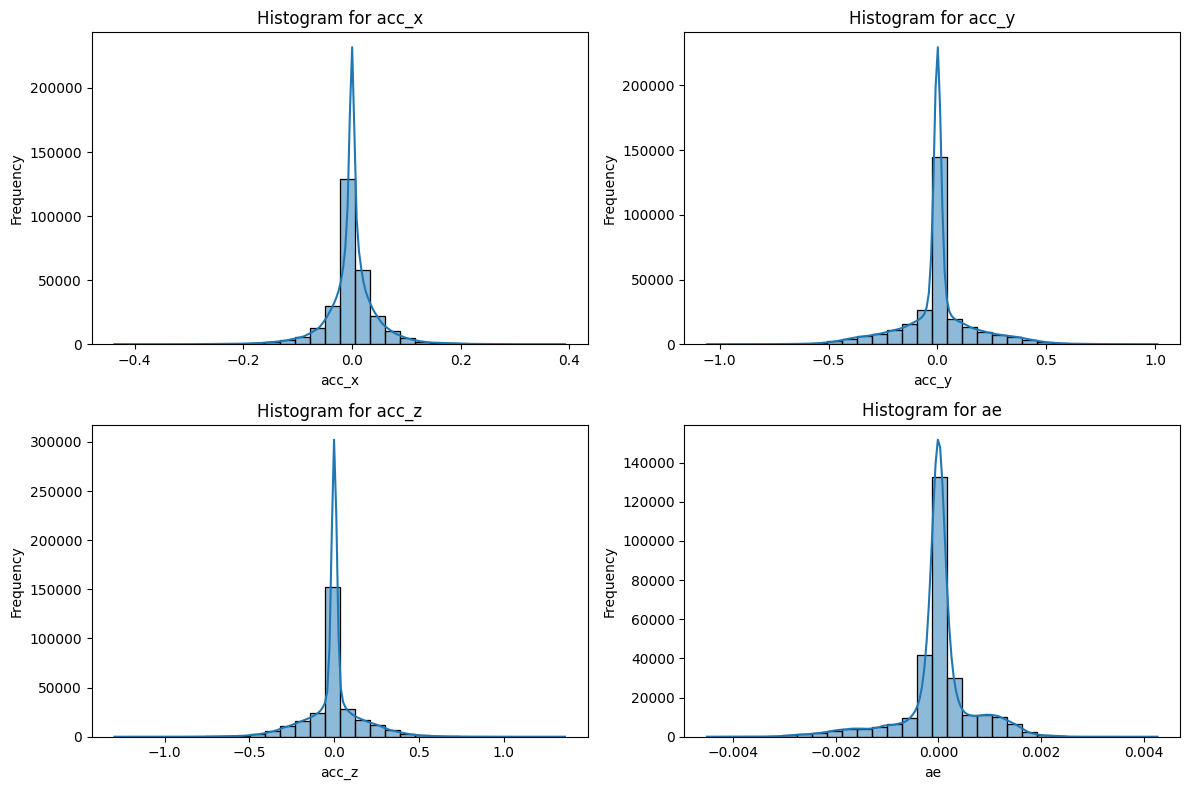 Histogram for acc_x
Frequency
200000
150000
100000
50000
0
−0.4 −0.2 0.0 0.2 0.4
acc_x
Histogram for acc_y
Frequency
200000
150000
100000
50000
0
−1.0 −0.5 0.0 0.5 1.0
acc_y
Histogram for acc_z
Frequency
300000
250000
200000
150000
100000
50000
0
−1.0 −0.5 0.0 0.5 1.0
acc_z
Histogram for ae
Frequency
140000
120000
100000
80000
60000
40000
20000
0
−0.004 −0.002 0.000 0.002 0.004
ae